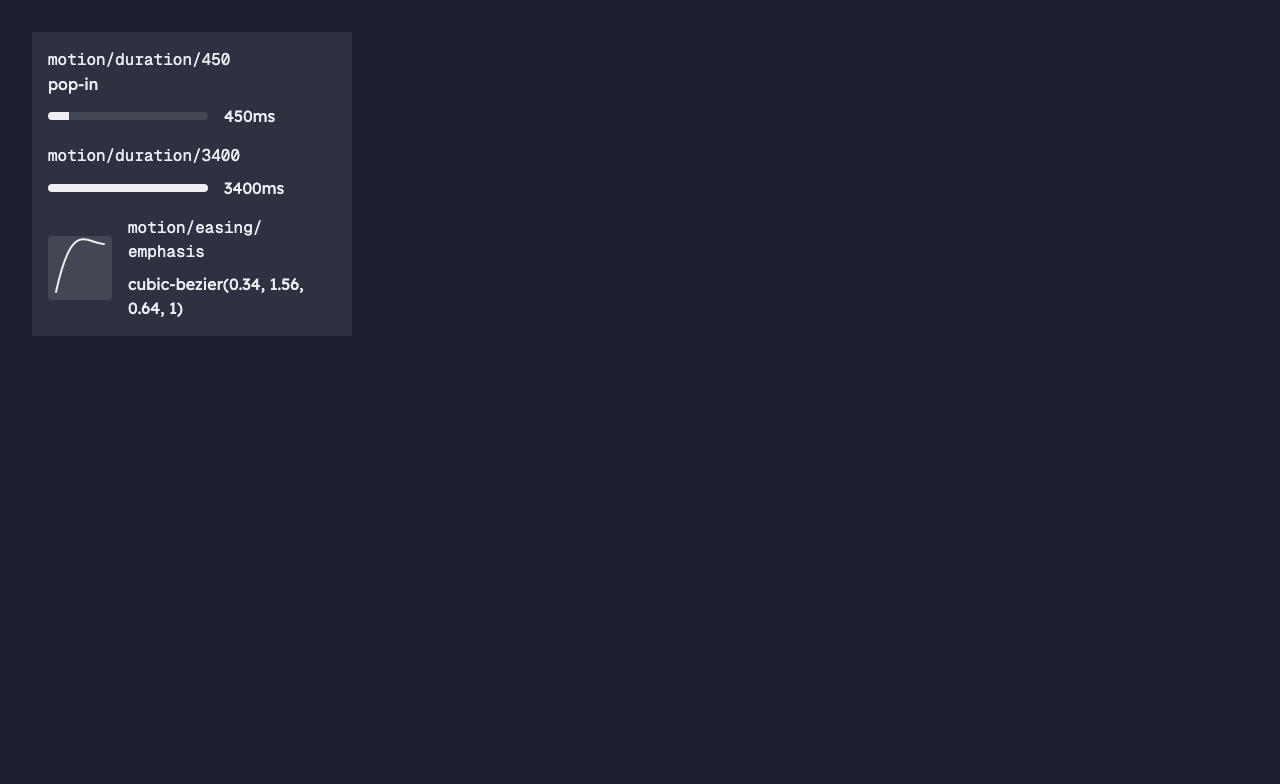 motion/duration/450
pop-in
450ms
motion/duration/3400
3400ms
motion/easing/
emphasis
cubic-bezier(0.34, 1.56,
0.64, 1)